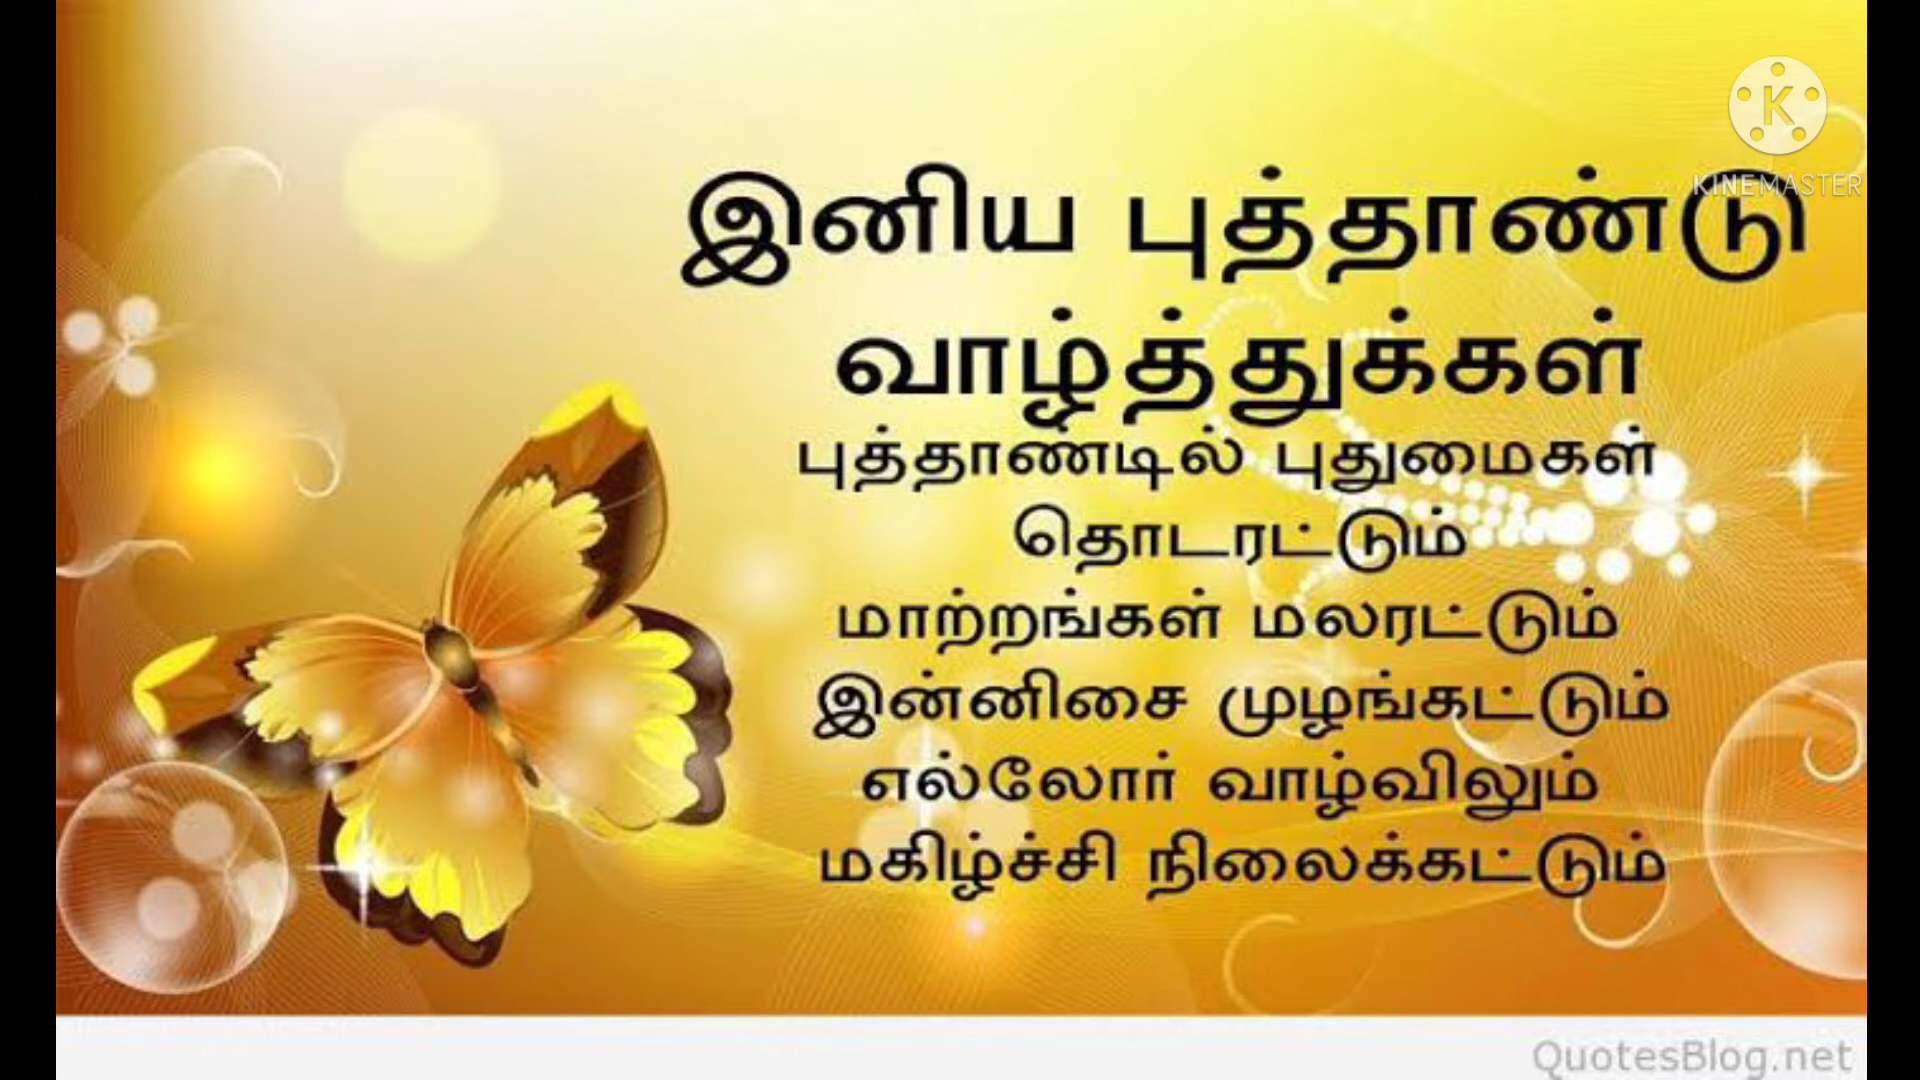 K
KINEMASTER
இனிய புத்தாண்டு
வாழ்த்துக்கள்
புத்தாண்டில் புதுமைகள்
தொடரட்டும்
மாற்றங்கள் மலரட்டும்
இன்னிசை முழங்கட்டும்
எல்லோர் வாழ்விலும்
மகிழ்ச்சி நிலைக்கட்டும்
QuotesBlog.net